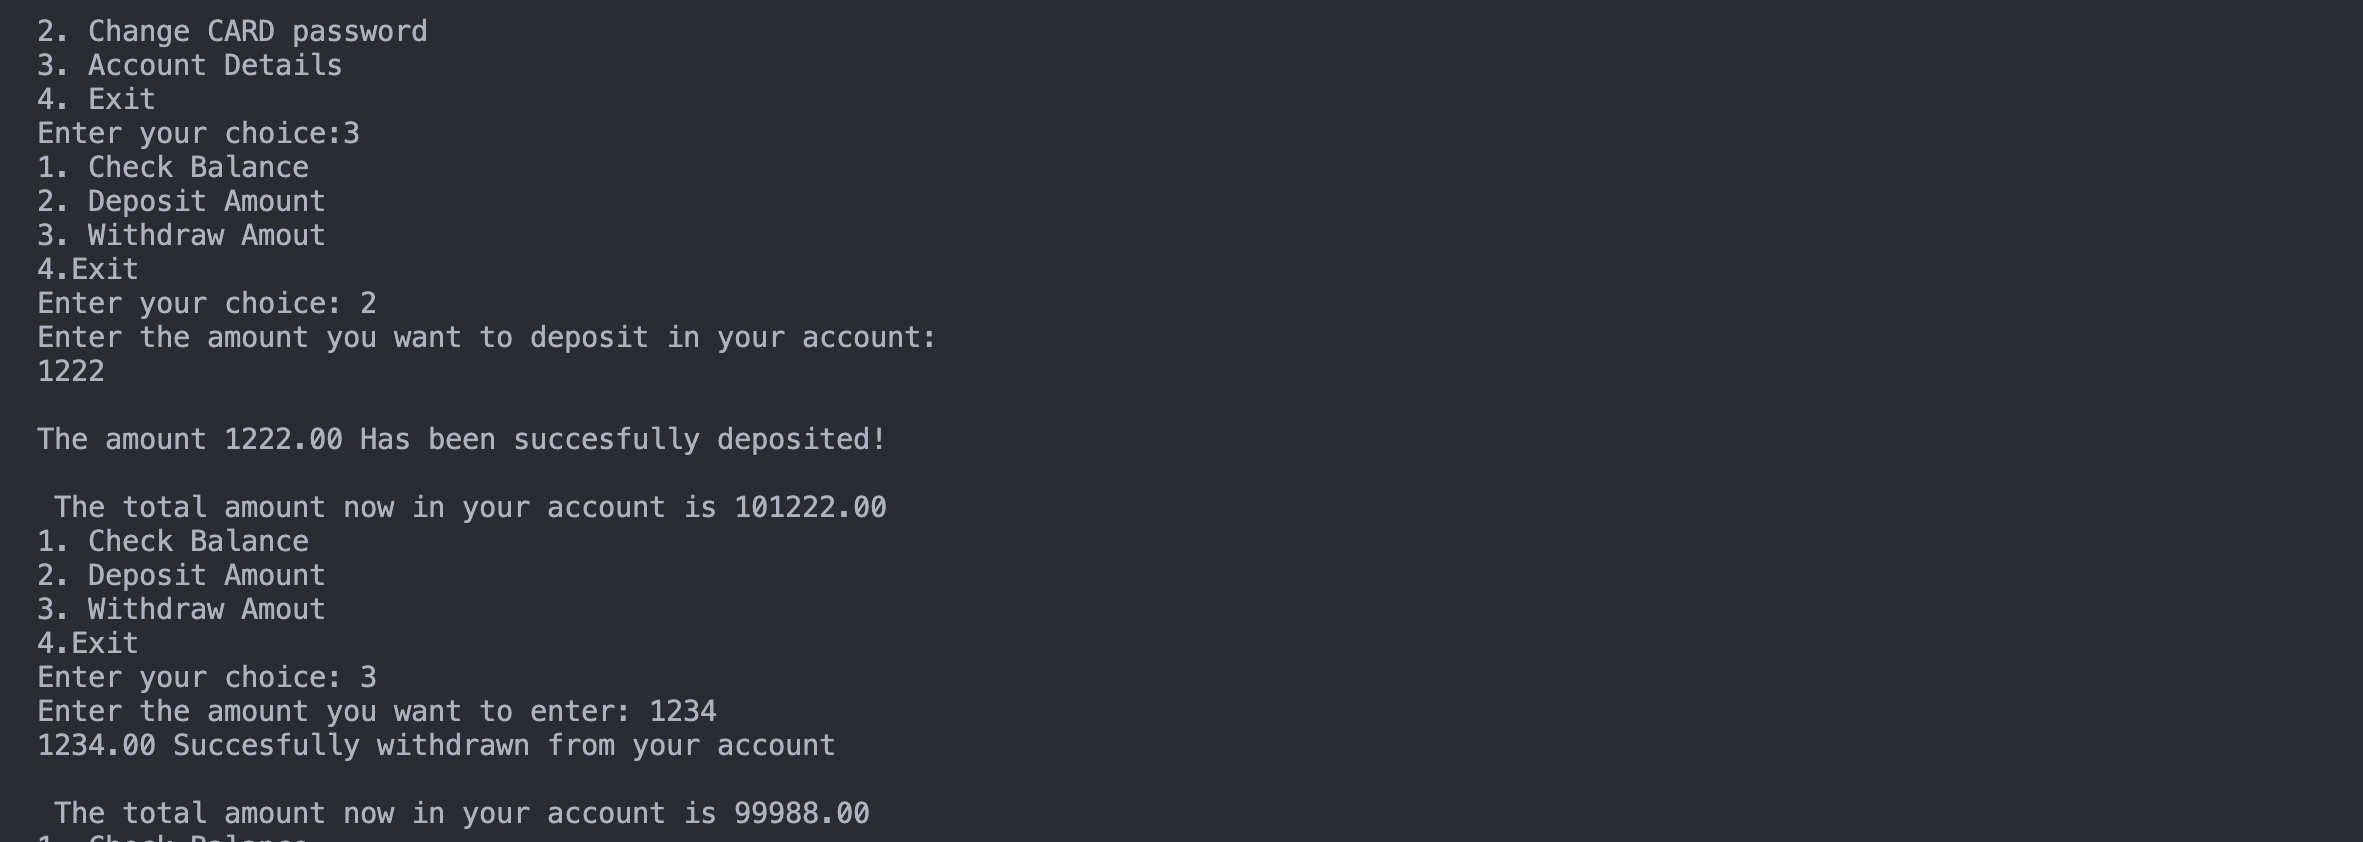 2. Change CARD password
3. Account Details
4. Exit
Enter your choice:3
1. Check Balance
2. Deposit Amount
3. Withdraw Amout
4.Exit
Enter your choice: 2
Enter the amount you want to deposit in your account:
1222
The amount 1222.00 Has been succesfully deposited!
The total amount now in your account is 101222.00
1. Check Balance
2. Deposit Amount
3. Withdraw Amout
4.Exit
Enter your choice: 3
Enter the amount you want to enter: 1234
1234.00 Succesfully withdrawn from your account
The total amount now in your account is 99988.00
1. Check Balance